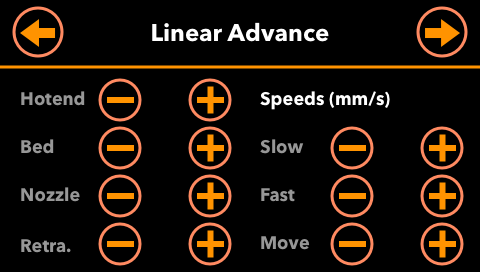 Linear Advance
Hotend
Bed
Nozzle
Retra.
Speeds (mm/s)
Slow
Fast
Move